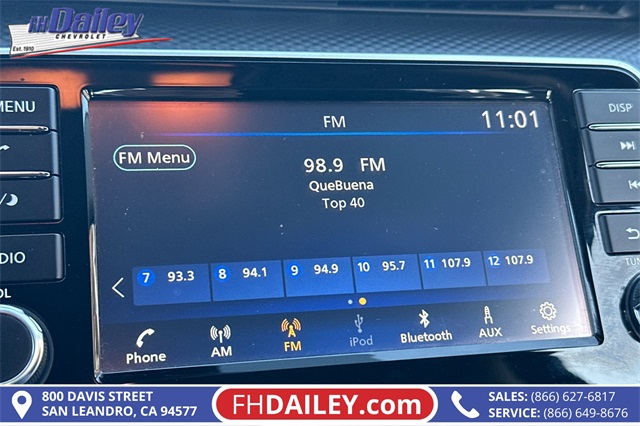 FH Dailey
CHEVROLET
Est. 1910
MENU
FM
11:01
DISP
FM Menu
98.9 FM
QueBuena
Top 40
7 93.3 8 94.1 9 94.9 10 95.7 11 107.9 12 107.9
TUN
Phone AM FM iPod Bluetooth AUX Settings
800 DAVIS STREET
SAN LEANDRO, CA 94577
FHDAILEY.com
SALES: (866) 627-6817
SERVICE: (866) 649-8676